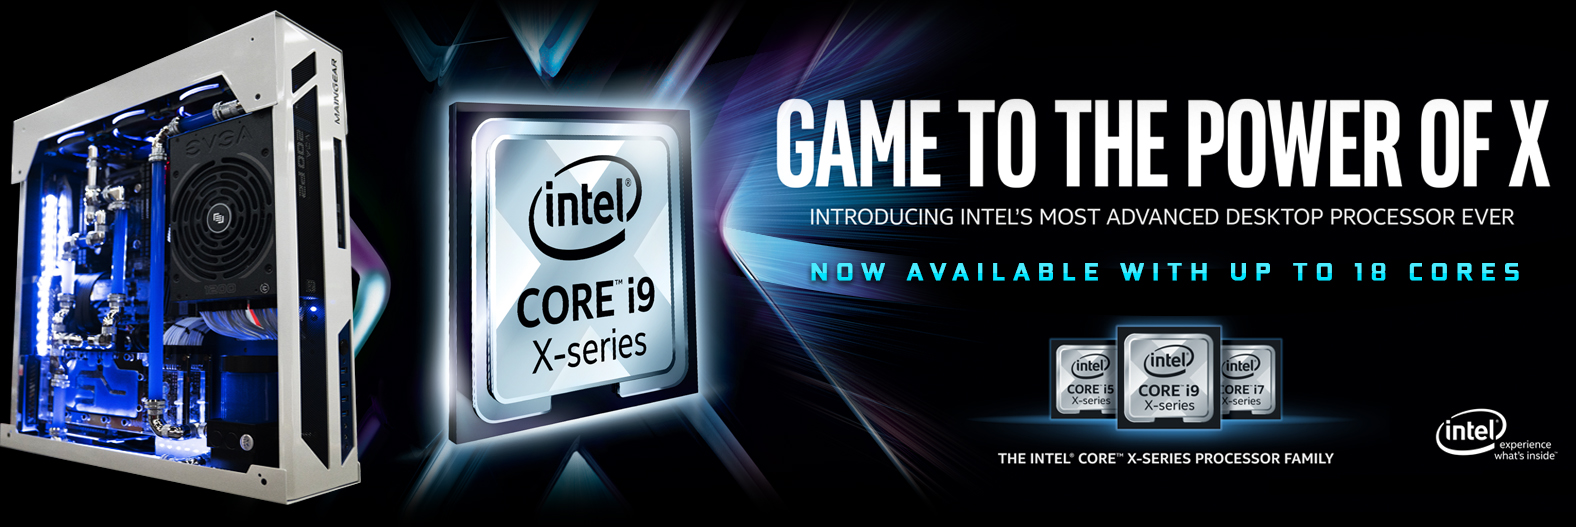 MAINGEAR
EVGA
intel®
CORE™ i9
X-series
GAME TO THE POWER OF X
INTRODUCING INTEL'S MOST ADVANCED DESKTOP PROCESSOR EVER
NOW AVAILABLE WITH UP TO 18 CORES
intel
CORE i5
X-series
intel
CORE i9
X-series
intel
CORE i7
X-series
THE INTEL® CORE™ X-SERIES PROCESSOR FAMILY
intel
experience
what's inside™